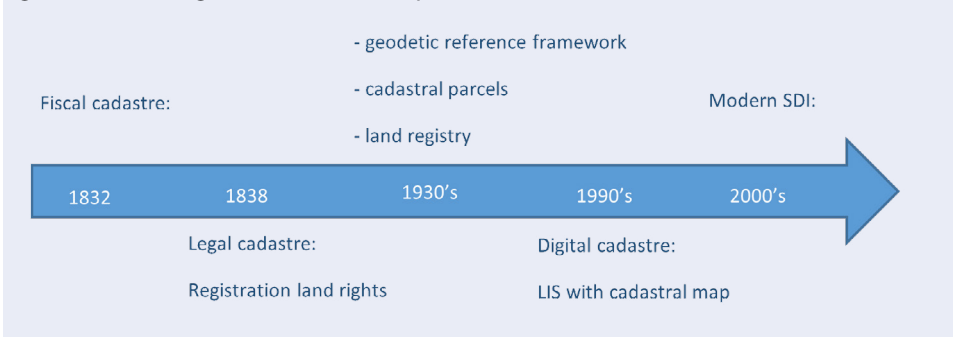 - geodetic reference framework
Fiscal cadastre:
- cadastral parcels
Modern SDI:
- land registry
1832
1838
1930's
1990's
2000's
Legal cadastre:
Digital cadastre:
Registration land rights
LIS with cadastral map